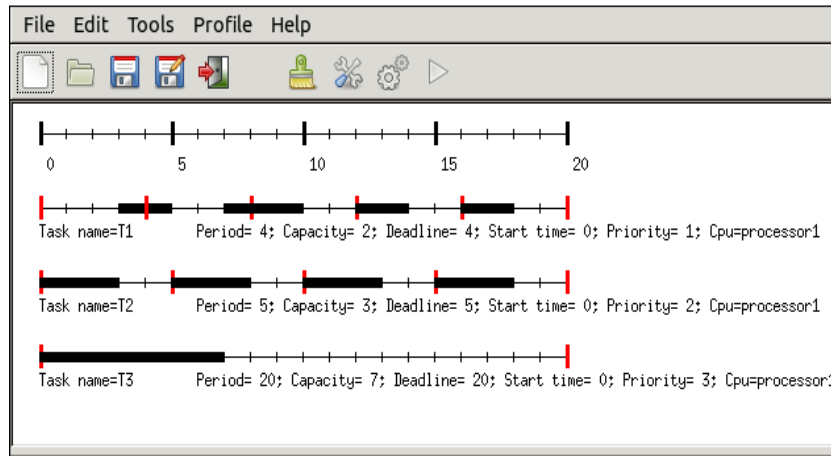 File Edit Tools Profile Help
0 5 10 15 20
Task name=T1 Period= 4; Capacity= 2; Deadline= 4; Start time= 0; Priority= 1; Cpu=processor1
Task name=T2 Period= 5; Capacity= 3; Deadline= 5; Start time= 0; Priority= 2; Cpu=processor1
Task name=T3 Period= 20; Capacity= 7; Deadline= 20; Start time= 0; Priority= 3; Cpu=processor1